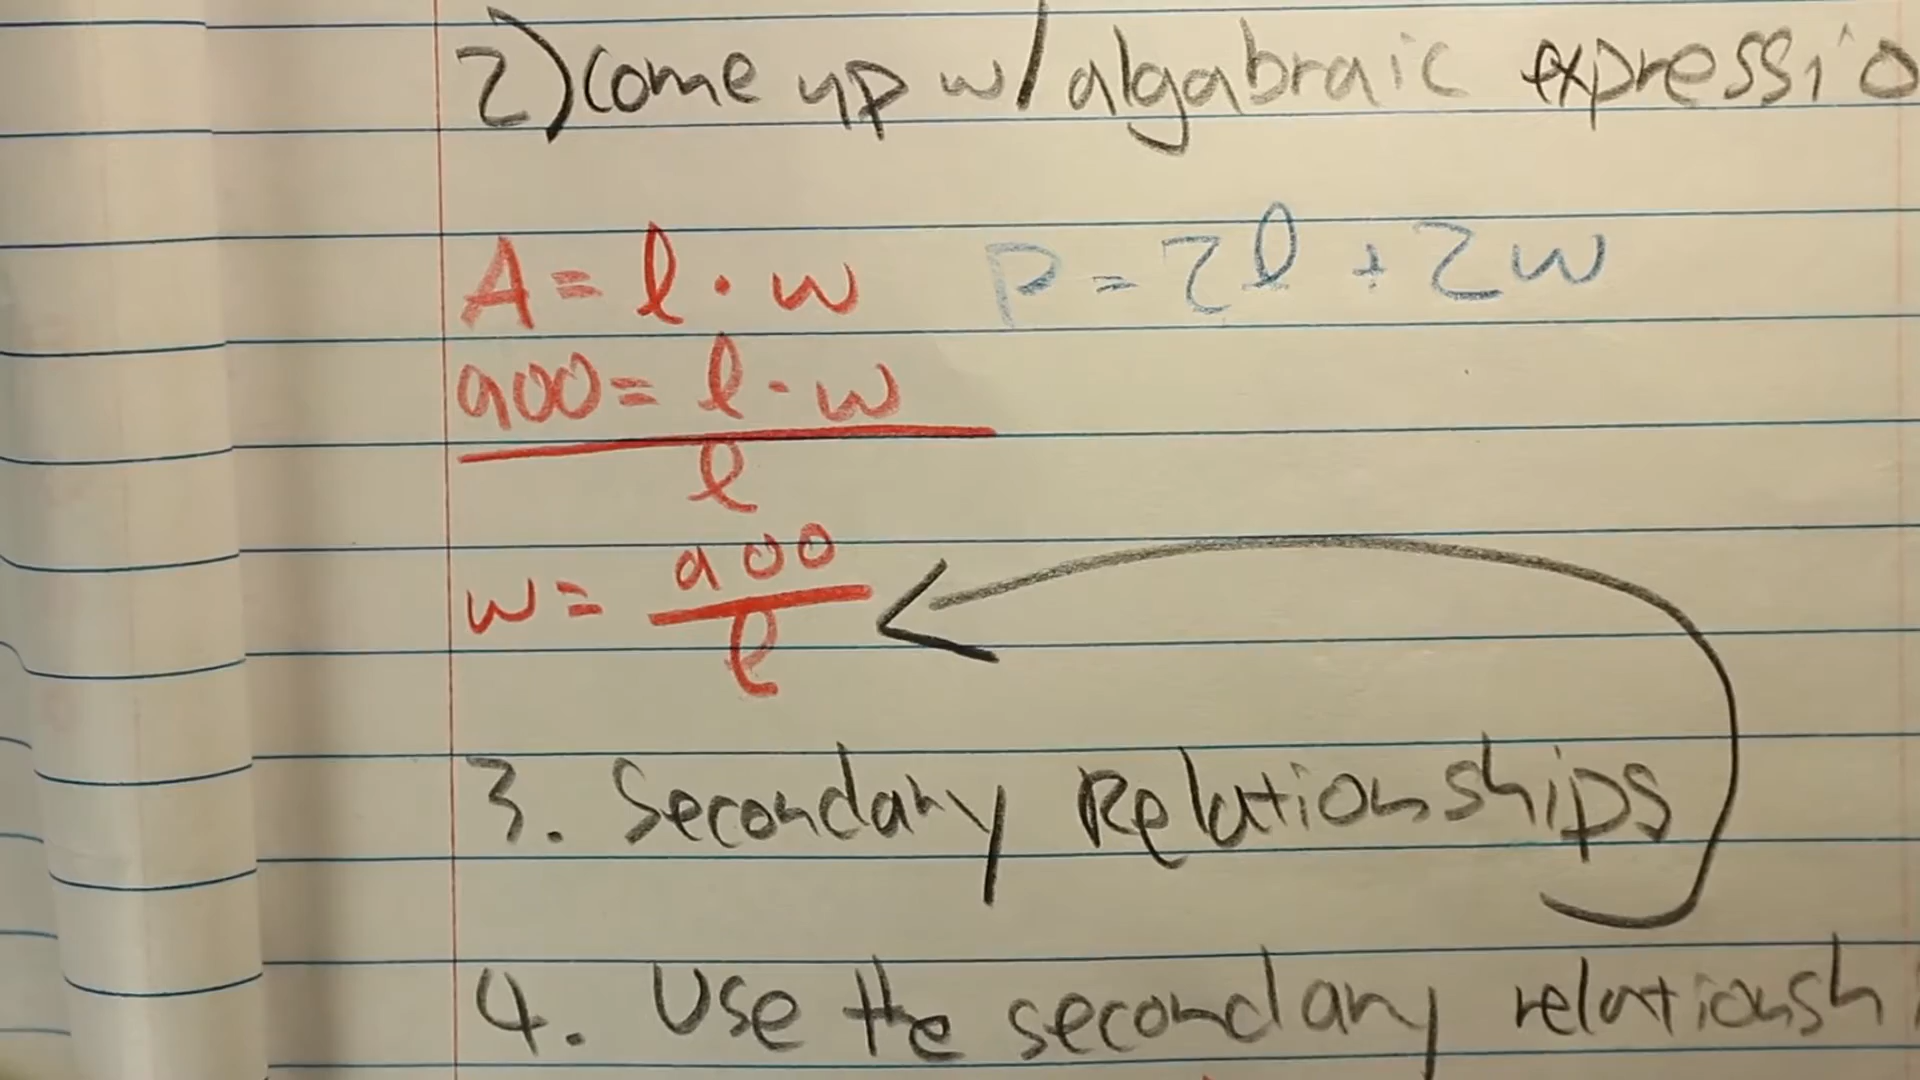 2) come up w/ algabraic expressio
A = l · w P = 2l + 2w
900 = l · w
l
w = 900
l
3. Secondary Relationships
4. Use the secondary relationsh